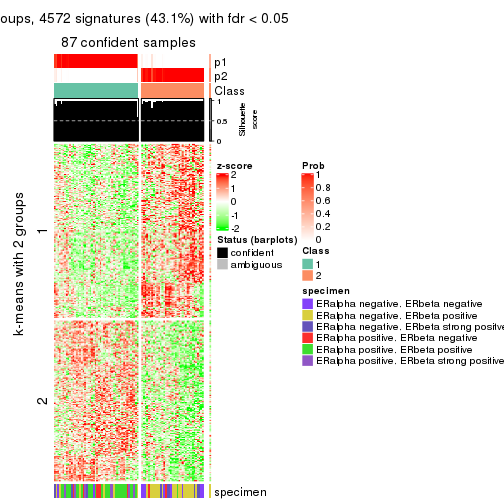 oups, 4572 signatures (43.1%) with fdr < 0.05
87 confident samples
p1
p2
Class
1
0.5
0
Silhouette
score
k-means with 2 groups
1
2
z-score
2
1
0
-1
-2
Status (barplots)
confident
ambiguous
Prob
1
0.8
0.6
0.4
0.2
0
Class
1
2
specimen
ERalpha negative. ERbeta negative
ERalpha negative. ERbeta positive
ERalpha negative. ERbeta strong positive
ERalpha positive. ERbeta negative
ERalpha positive. ERbeta positive
ERalpha positive. ERbeta strong positive
specimen